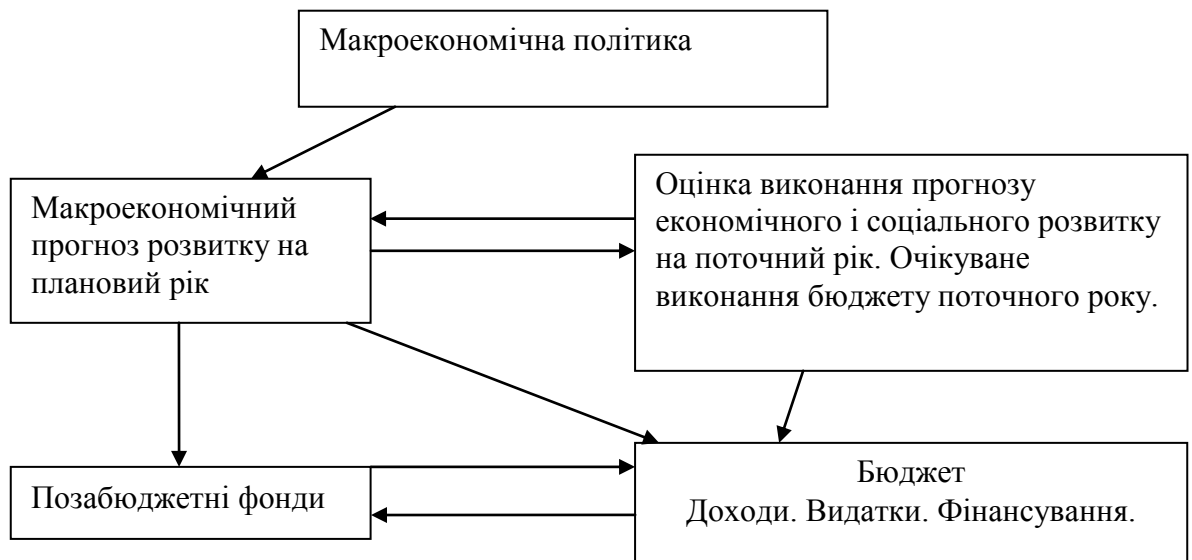 Макроекономічна політика
Макроекономічний
прогноз розвитку на
плановий рік
Оцінка виконання прогнозу
економічного і соціального розвитку
на поточний рік. Очікуване
виконання бюджету поточного року.
Позабюджетні фонди
Бюджет
Доходи. Видатки. Фінансування.